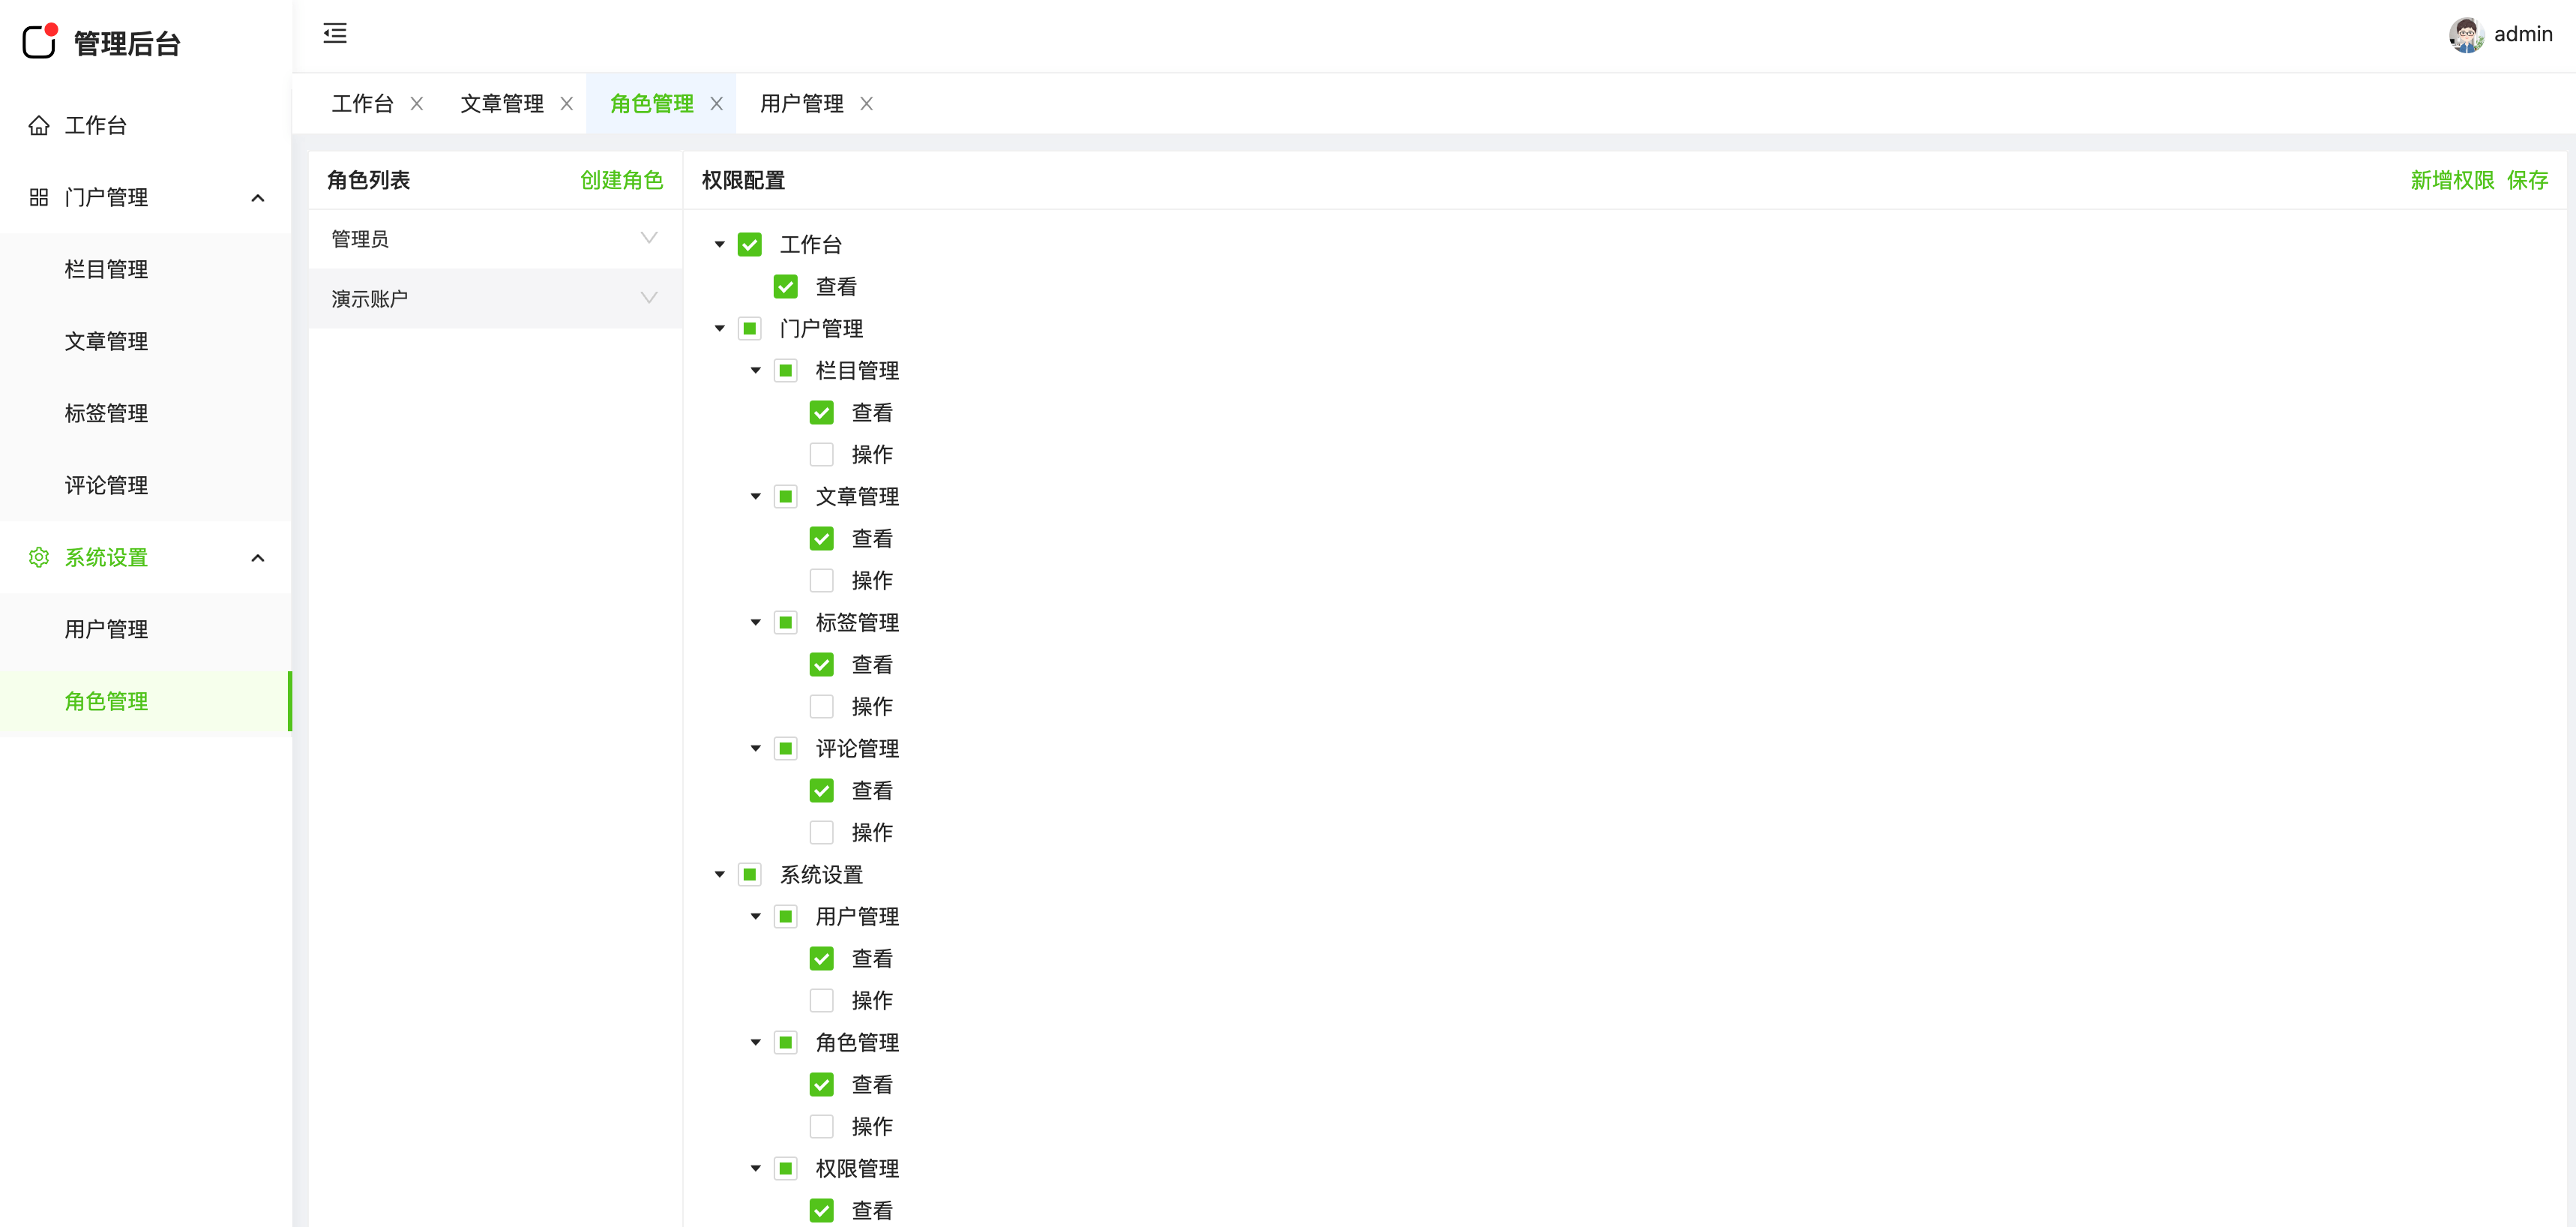 管理后台
工作台
门户管理
栏目管理
文章管理
标签管理
评论管理
系统设置
用户管理
角色管理
admin
工作台 文章管理 角色管理 用户管理
角色列表 创建角色
管理员
演示账户
权限配置 新增权限 保存
工作台
查看
门户管理
栏目管理
查看
操作
文章管理
查看
操作
标签管理
查看
操作
评论管理
查看
操作
系统设置
用户管理
查看
操作
角色管理
查看
操作
权限管理
查看